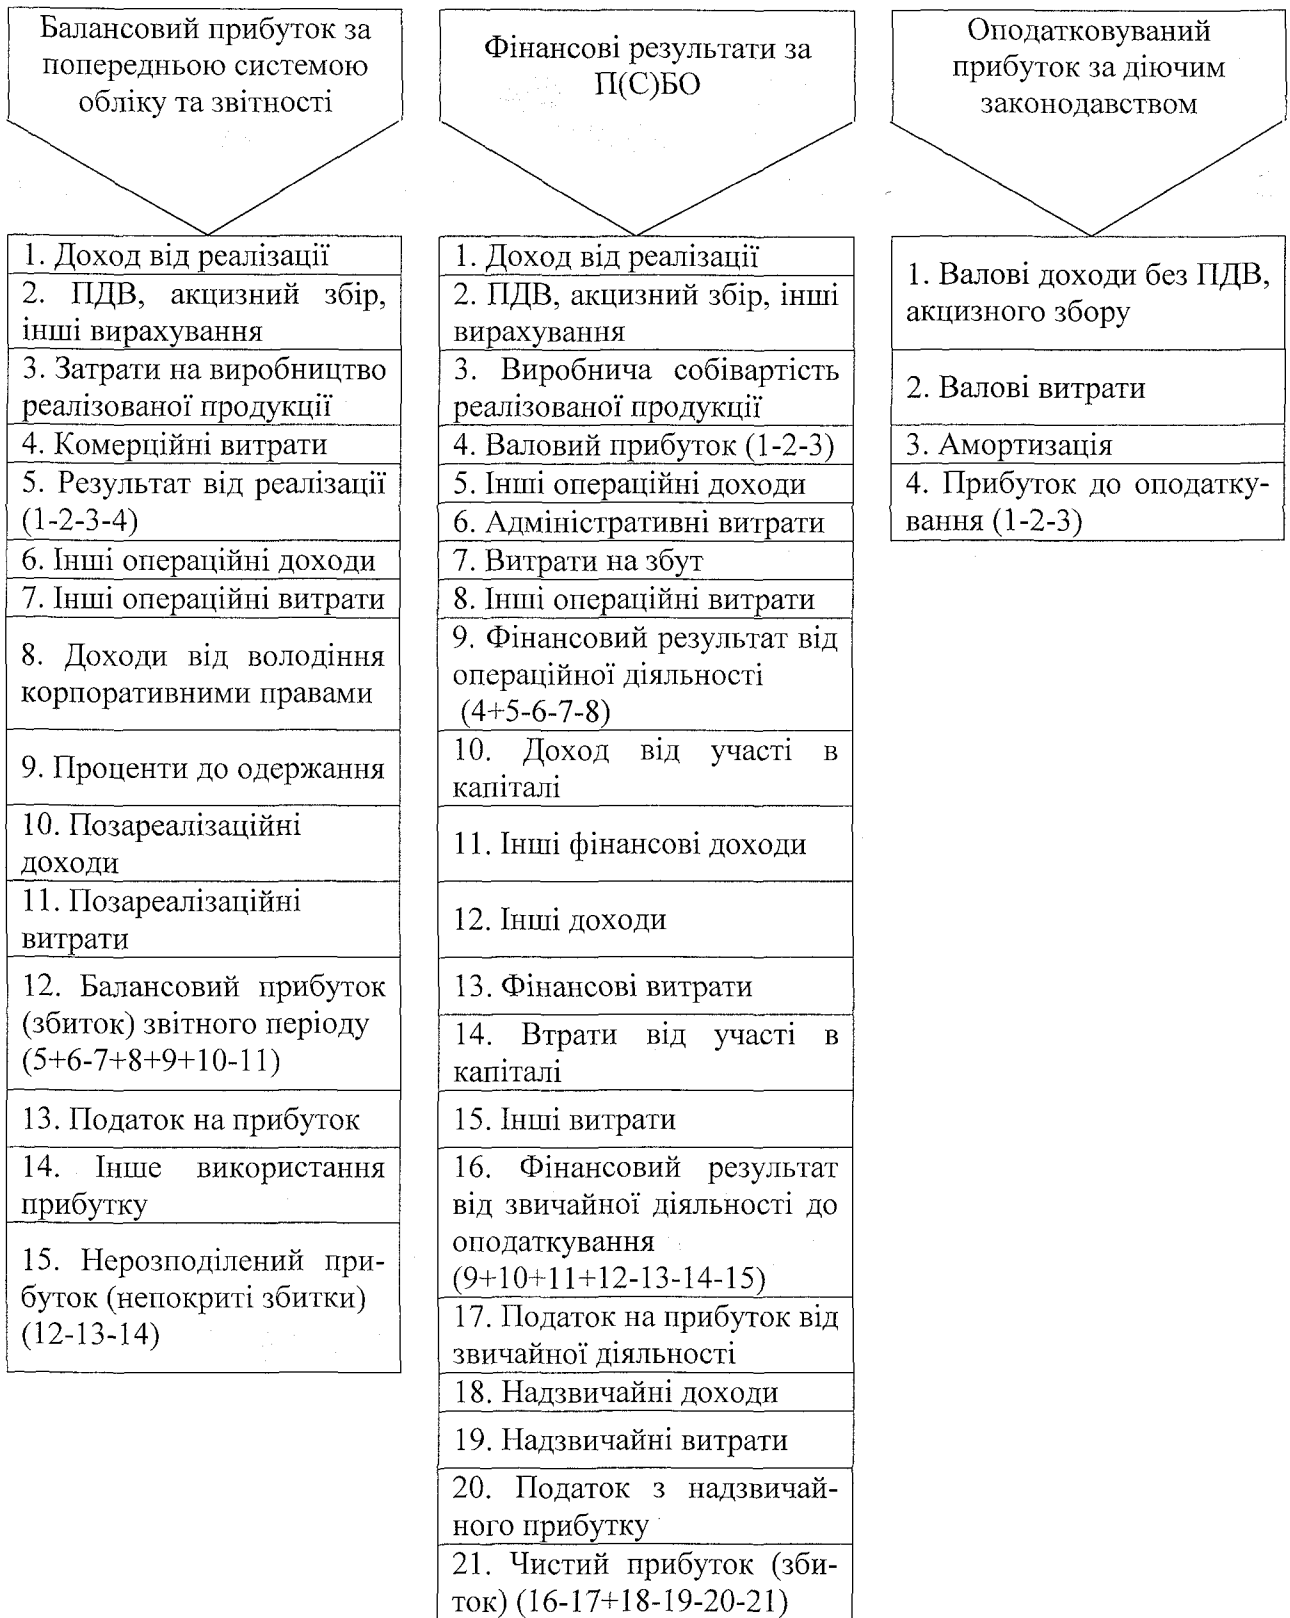 Балансовий прибуток за
попередньою системою
обліку та звітності
1. Доход від реалізації
2. ПДВ, акцизний збір,
інші вирахування
3. Затрати на виробництво
реалізованої продукції
4. Комерційні витрати
5. Результат від реалізації
(1-2-3-4)
6. Інші операційні доходи
7. Інші операційні витрати
8. Доходи від володіння
корпоративними правами
9. Проценти до одержання
10. Позареалізаційні
доходи
11. Позареалізаційні
витрати
12. Балансовий прибуток
(збиток) звітного періоду
(5+6-7+8+9+10-11)
13. Податок на прибуток
14. Інше використання
прибутку
15. Нерозподілений при-
буток (непокриті збитки)
(12-13-14)
Фінансові результати за
П(С)БО
1. Доход від реалізації
2. ПДВ, акцизний збір, інші
вирахування
3. Виробнича собівартість
реалізованої продукції
4. Валовий прибуток (1-2-3)
5. Інші операційні доходи
6. Адміністративні витрати
7. Витрати на збут
8. Інші операційні витрати
9. Фінансовий результат від
операційної діяльності
(4+5-6-7-8)
10. Доход від участі в
капіталі
11. Інші фінансові доходи
12. Інші доходи
13. Фінансові витрати
14. Втрати від участі в
капіталі
15. Інші витрати
16. Фінансовий результат
від звичайної діяльності до
оподаткування
(9+10+11+12-13-14-15)
17. Податок на прибуток від
звичайної діяльності
18. Надзвичайні доходи
19. Надзвичайні витрати
20. Податок з надзвичай-
ного прибутку
21. Чистий прибуток (зби-
ток) (16-17+18-19-20-21)
Оподатковуваний
прибуток за діючим
законодавством
1. Валові доходи без ПДВ,
акцизного збору
2. Валові витрати
3. Амортизація
4. Прибуток до оподатку-
вання (1-2-3)